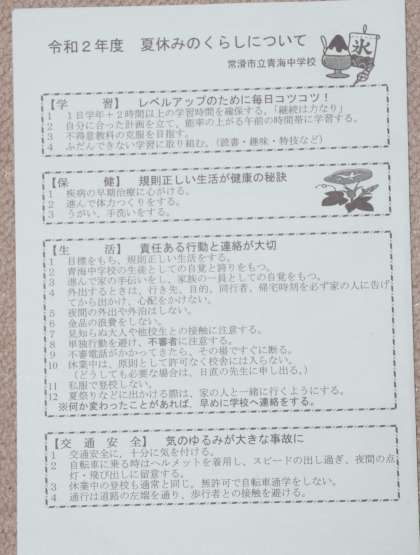 令和２年度　夏休みのくらしについて
常滑市立青海中学校
氷
【学　　習】　レベルアップのために毎日コツコツ！
1　１日学年＋２時間以上の学習時間を確保する。「継続は力なり」
2　自分に合った計画を立て、能率の上がる午前の時間帯に学習する。
3　不得意教科の克服を目指す。
4　ふだんできない学習に取り組む。（読書・趣味・特技など）
【保　　健】　規則正しい生活が健康の秘訣
1　疾病の早期治療に心がける。
2　進んで体力つくりをする。
3　うがい、手洗いをする。
【生　　活】　責任ある行動と連絡が大切
1　目標をもち、規則正しい生活をする。
2　青海中学校の生徒としての自覚と誇りをもつ。
3　進んで家の手伝いをし、家族の一員としての自覚をもつ。
4　外出するときは、行き先、目的、同行者、帰宅時刻を必ず家の人に告げ
てから出かけ、心配をかけない。
5　夜間の外出や外泊はしない。
6　金品の浪費をしない。
7　見知らぬ大人や他校生との接触に注意する。
8　単独行動を避け、不審者に注意する。
9　不審電話がかかってきたら、その場ですぐに断る。
10　休業中は、原則として許可なく校舎には入らない。
（どうしても必要な場合は、日直の先生に申し出る。）
11　私服で登校しない。
12　夏祭りなどに出かける際は、家の人と一緒に行くようにする。
※何か変わったことがあれば、早めに学校へ連絡をする。
【交　通　安　全】　気のゆるみが大きな事故に
1　交通安全に、十分に気を付ける。
2　自転車に乗るときはヘルメットを着用し、スピードの出し過ぎ、夜間の点
灯・飛び出しに留意する。
3　休業中の登校も通常と同じ。無許可で自転車通学をしない。
4　通行は道路の左端を通り、歩行者との接触を避ける。